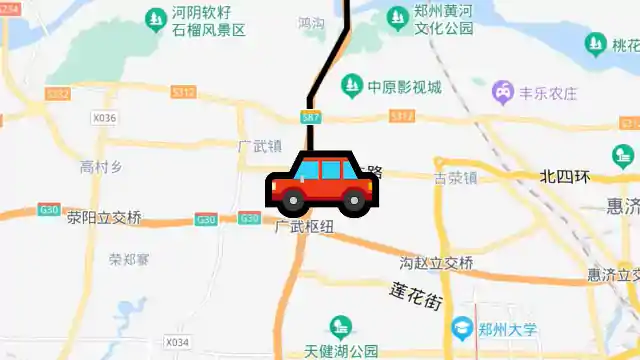 S234
河阴软籽
石榴风景区
鸿沟
郑州黄河
文化公园
桃花
S232
S312
中原影视城
丰乐农庄
X036
S87
S312
S312
广武镇
高村乡
路
古荥镇
北四环
惠济
G30
荥阳立交桥
G30
G30
广武枢纽
荣郑寨
沟赵立交桥
惠济立交
莲花街
X034
天健湖公园
郑州大学